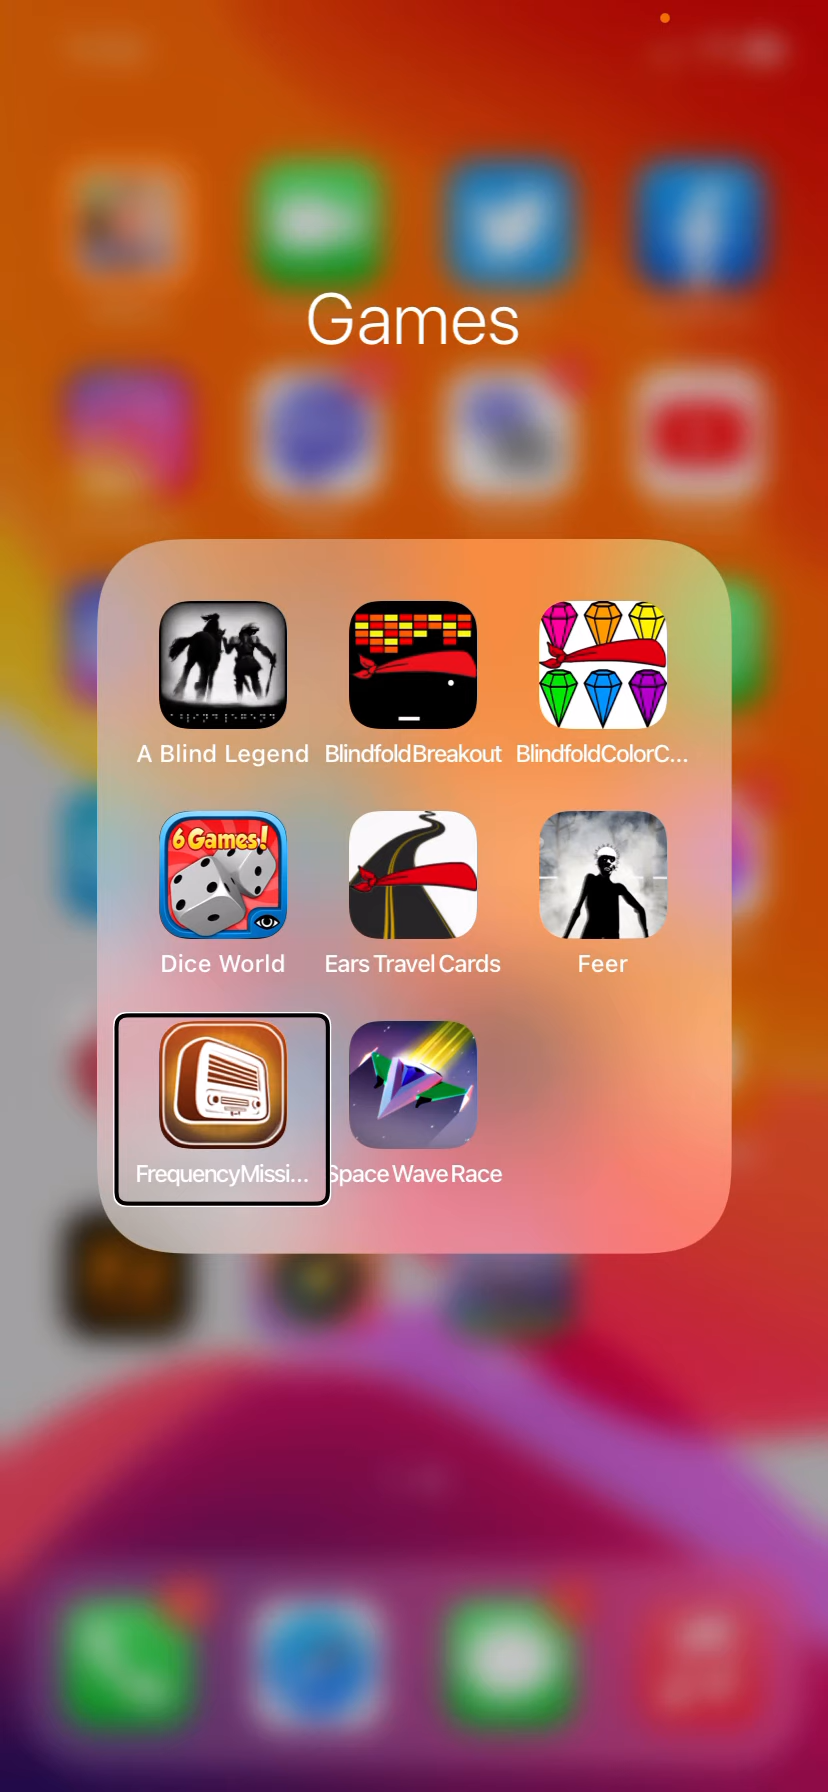 Games
A Blind Legend
BlindfoldBreakout
BlindfoldColorC...
6 Games!
Dice World
Ears Travel Cards
Feer
FrequencyMissi...
Space Wave Race